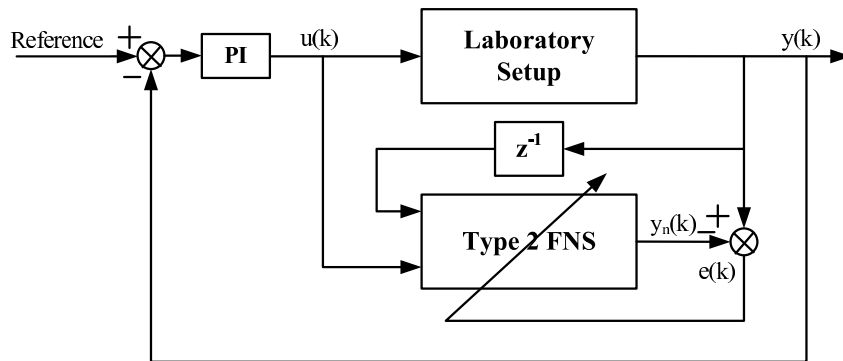 Reference
+
−
PI
u(k)
Laboratory
Setup
y(k)
z⁻¹
Type 2 FNS
yₙ(k)
+
−
e(k)